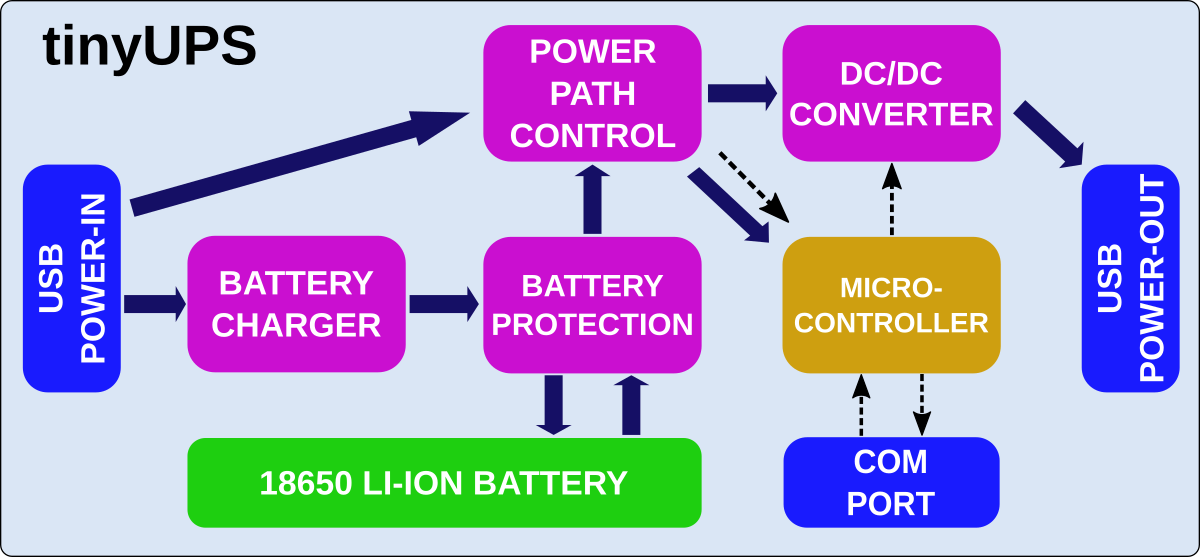 tinyUPS
POWER
PATH
CONTROL
DC/DC
CONVERTER
USB
POWER-IN
BATTERY
CHARGER
BATTERY
PROTECTION
MICRO-
CONTROLLER
USB
POWER-OUT
18650 LI-ION BATTERY
COM
PORT